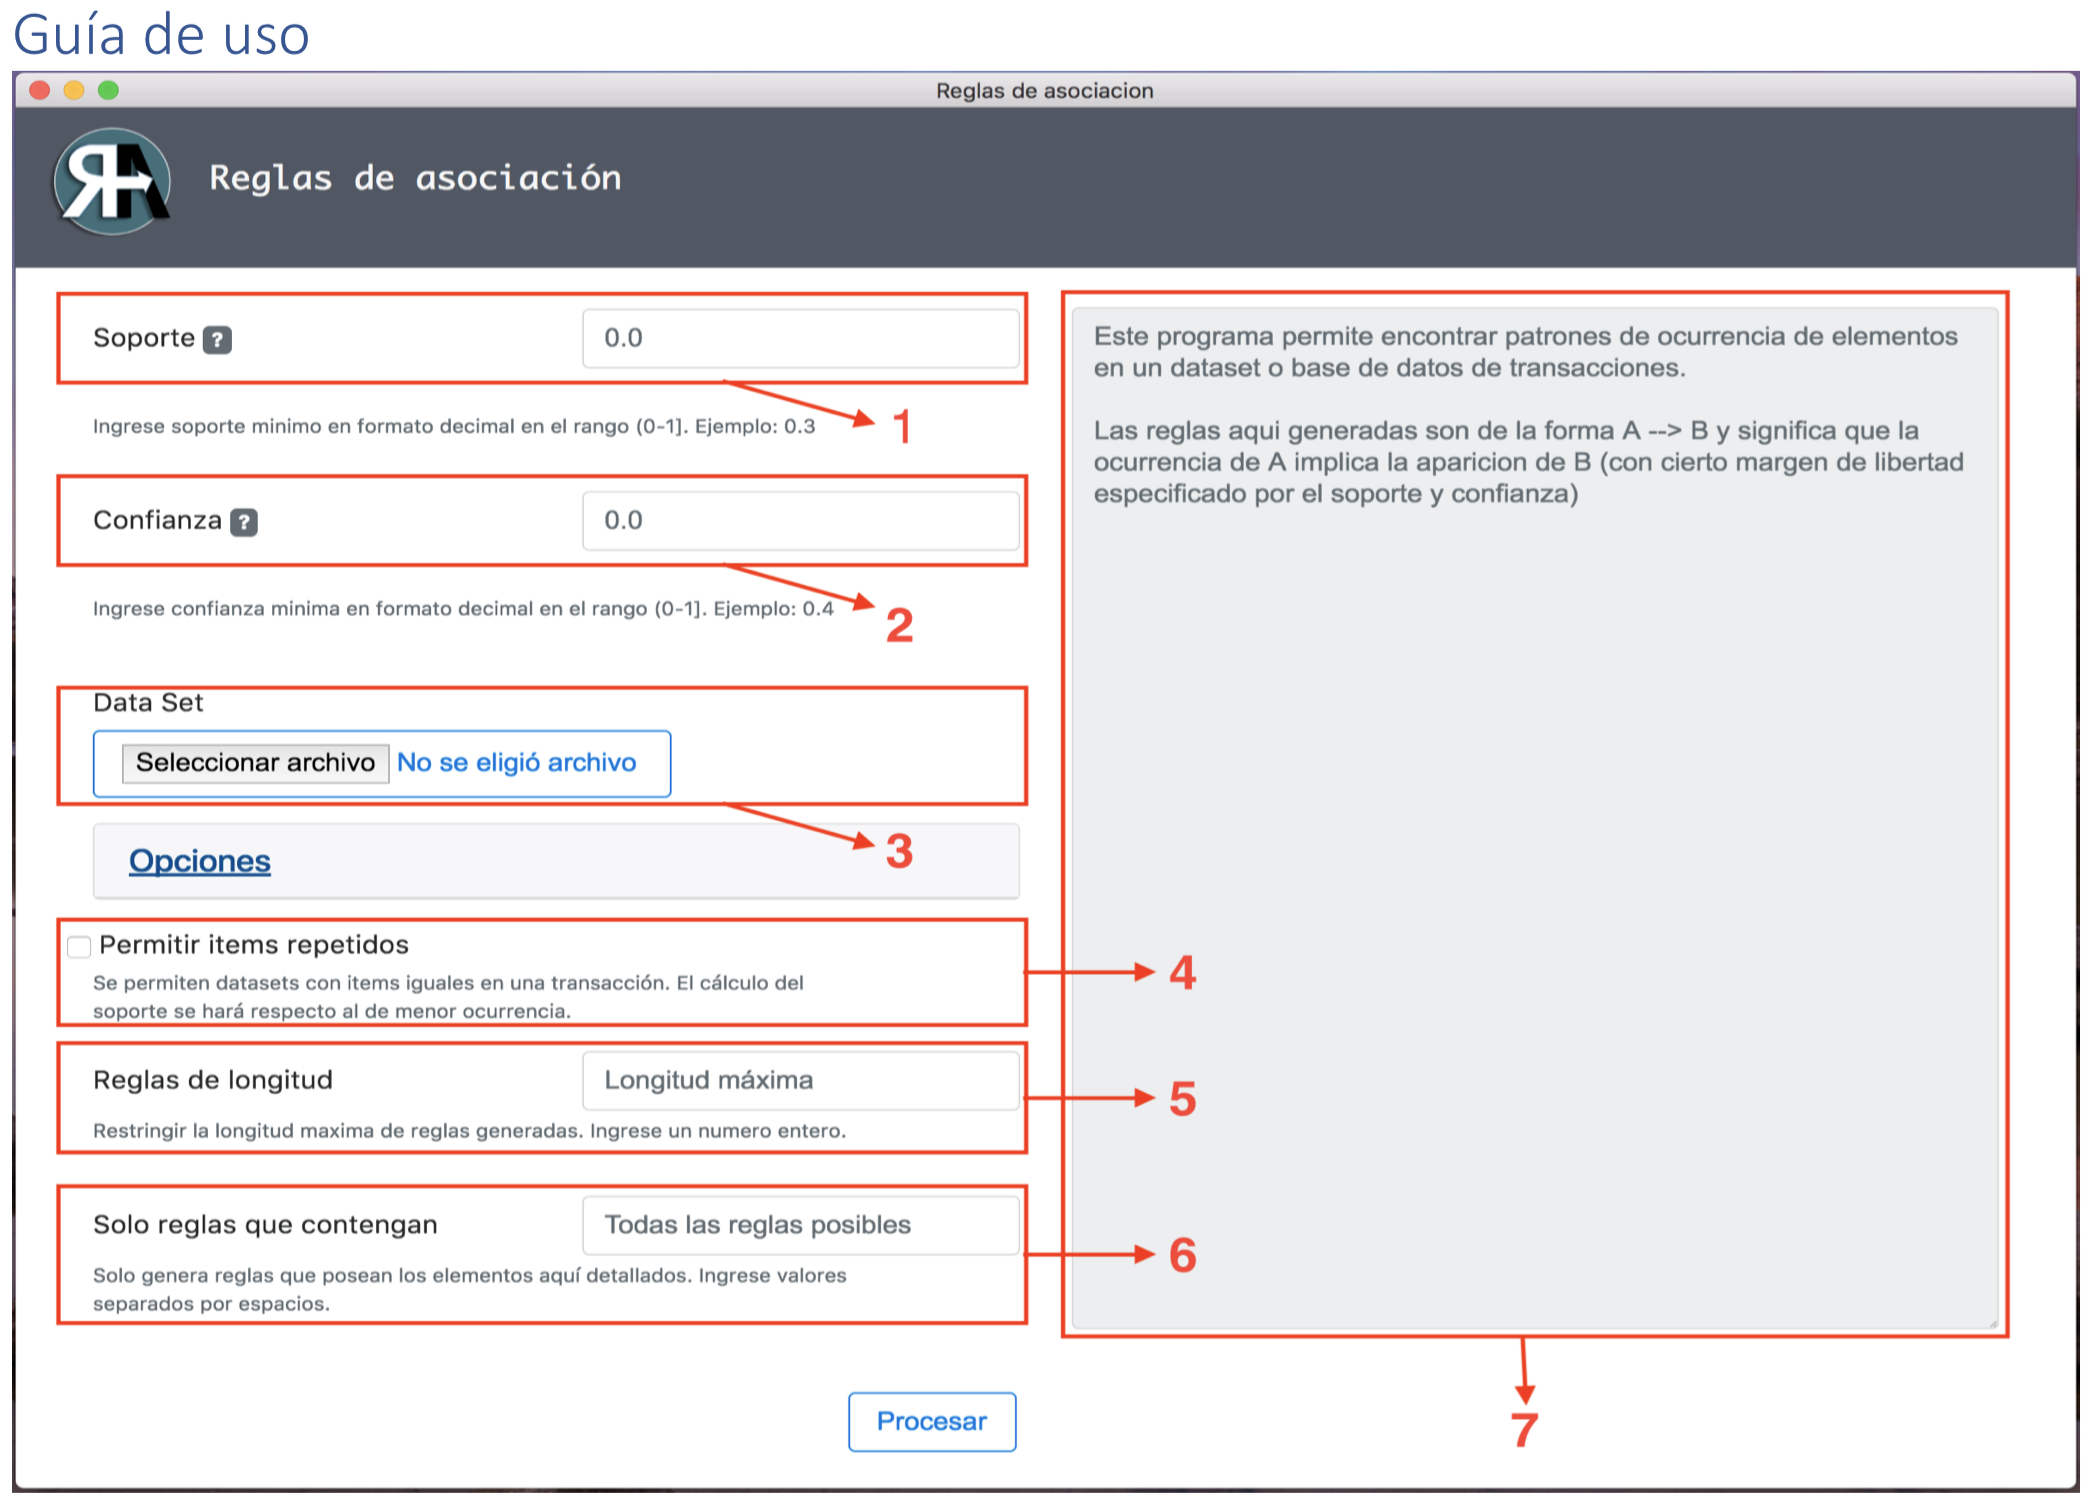 Guía de uso
Reglas de asociacion
RA
Reglas de asociación
Soporte ?
0.0
1
Ingrese soporte minimo en formato decimal en el rango (0-1]. Ejemplo: 0.3
Confianza ?
0.0
Ingrese confianza minima en formato decimal en el rango (0-1]. Ejemplo: 0.4
2
Data Set
Seleccionar archivo No se eligió archivo
3
Opciones
Permitir items repetidos
Se permiten datasets con items iguales en una transacción. El cálculo del
soporte se hará respecto al de menor ocurrencia.
4
Reglas de longitud
Longitud máxima
Restringir la longitud maxima de reglas generadas. Ingrese un numero entero.
5
Solo reglas que contengan
Todas las reglas posibles
Solo genera reglas que posean los elementos aquí detallados. Ingrese valores
separados por espacios.
6
Procesar
Este programa permite encontrar patrones de ocurrencia de elementos
en un dataset o base de datos de transacciones.
Las reglas aqui generadas son de la forma A --> B y significa que la
ocurrencia de A implica la aparicion de B (con cierto margen de libertad
especificado por el soporte y confianza)
7